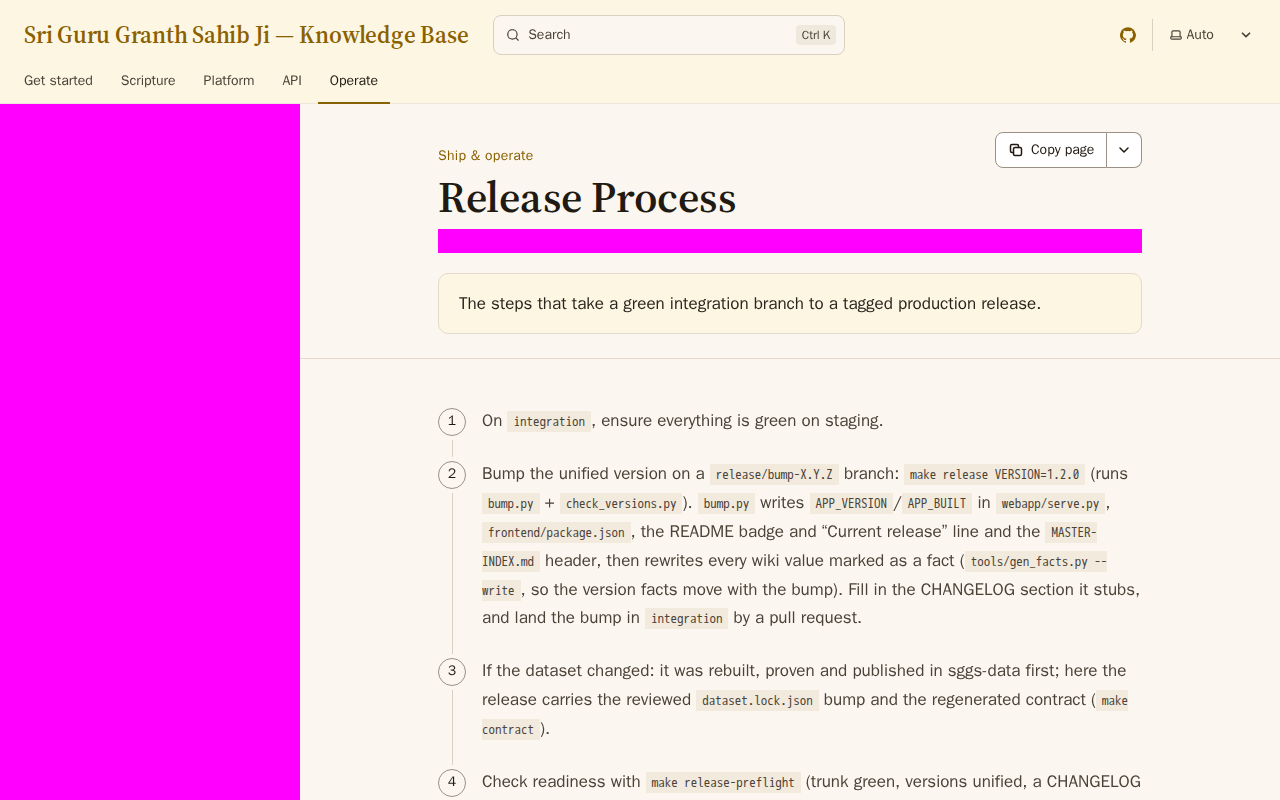 Sri Guru Granth Sahib Ji — Knowledge Base
Search
Ctrl K
Auto
Get started
Scripture
Platform
API
Operate
Ship & operate
Copy page
Release Process
The steps that take a green integration branch to a tagged production release.
1
On integration, ensure everything is green on staging.
2
Bump the unified version on a release/bump-X.Y.Z branch: make release VERSION=1.2.0 (runs
bump.py + check_versions.py). bump.py writes APP_VERSION/APP_BUILT in webapp/serve.py,
frontend/package.json, the README badge and “Current release” line and the MASTER-
INDEX.md header, then rewrites every wiki value marked as a fact (tools/gen_facts.py --
write, so the version facts move with the bump). Fill in the CHANGELOG section it stubs,
and land the bump in integration by a pull request.
3
If the dataset changed: it was rebuilt, proven and published in sggs-data first; here the
release carries the reviewed dataset.lock.json bump and the regenerated contract (make
contract).
4
Check readiness with make release-preflight (trunk green, versions unified, a CHANGELOG